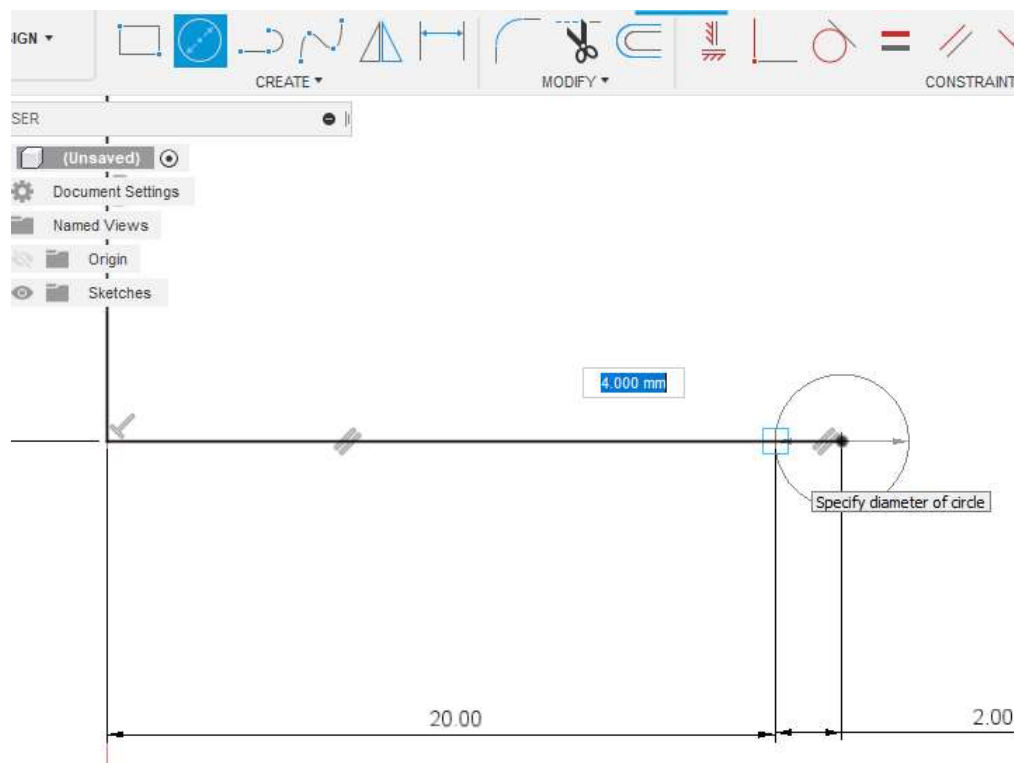 IGN ▾
CREATE ▾
MODIFY ▾
CONSTRAINT
SER
(Unsaved)
Document Settings
Named Views
Origin
Sketches
4.000 mm
Specify diameter of circle
20.00
2.00